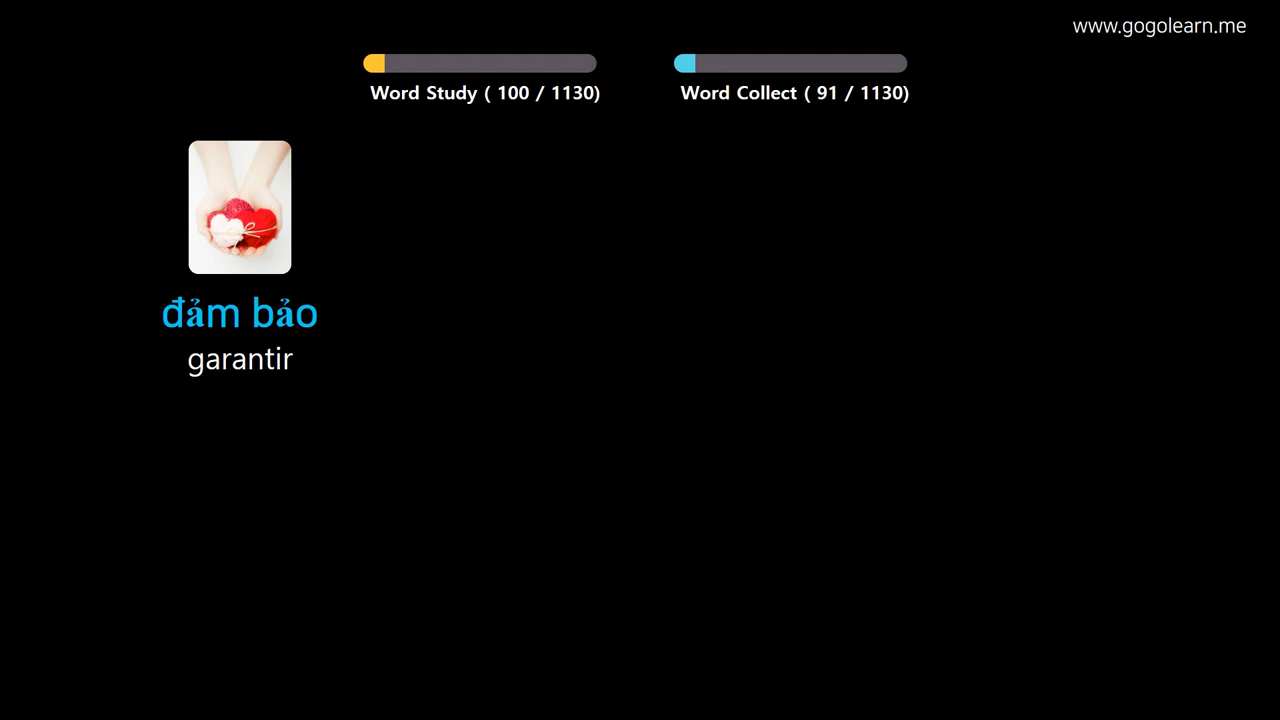 www.gogolearn.me
Word Study ( 100 / 1130)
Word Collect ( 91 / 1130)
đảm bảo
garantir